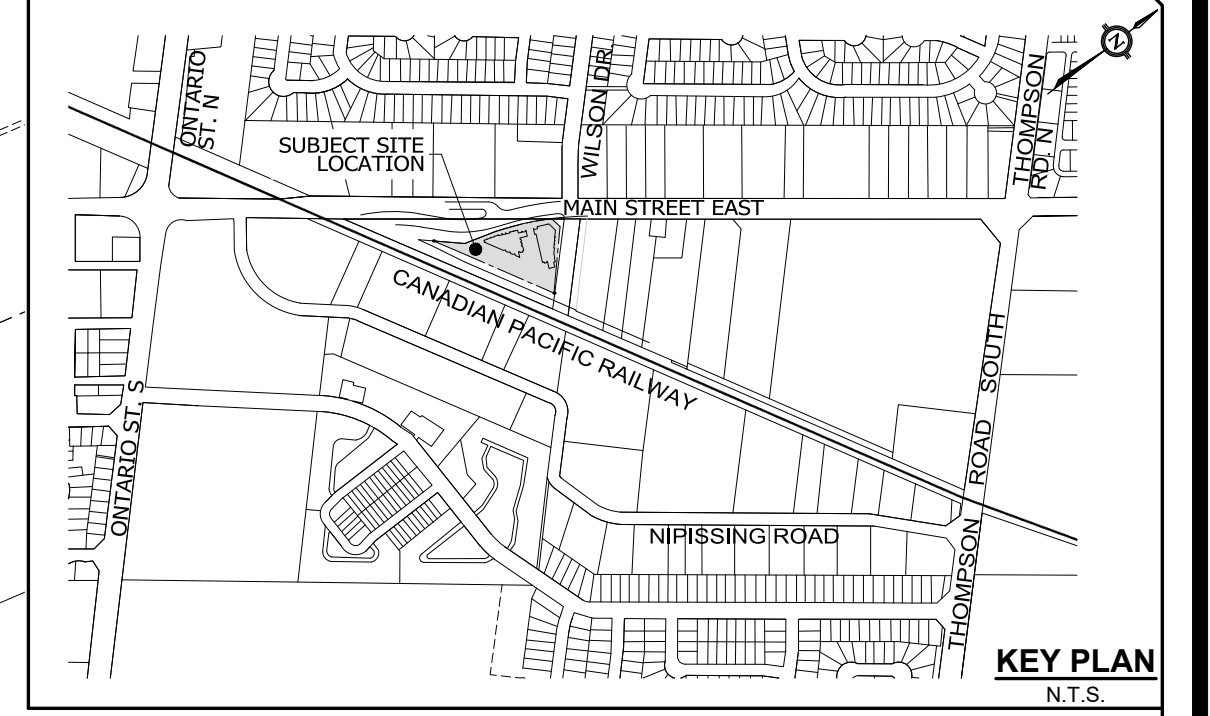 N
ONTARIO
ST. N
WILSON DR.
THOMPSON
RD. N
SUBJECT SITE
LOCATION
MAIN STREET EAST
CANADIAN PACIFIC RAILWAY
ONTARIO ST. S
THOMPSON ROAD SOUTH
NIPISSING ROAD
KEY PLAN
N.T.S.